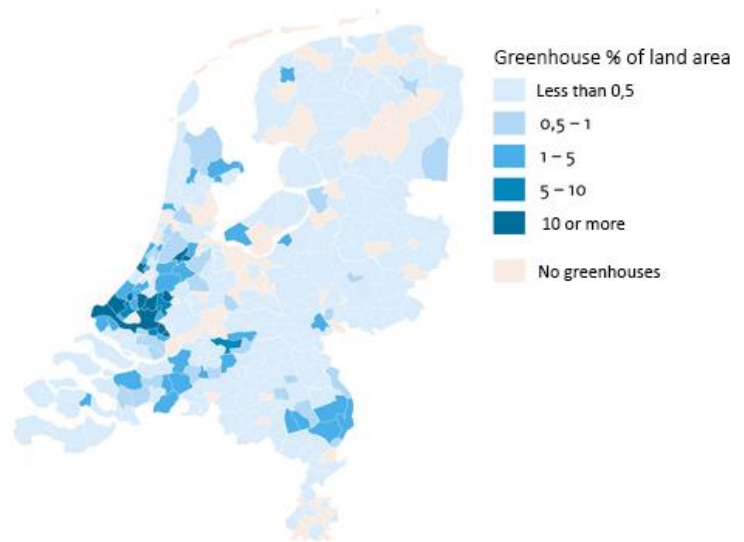 Greenhouse % of land area
Less than 0,5
0,5 – 1
1 – 5
5 – 10
10 or more
No greenhouses